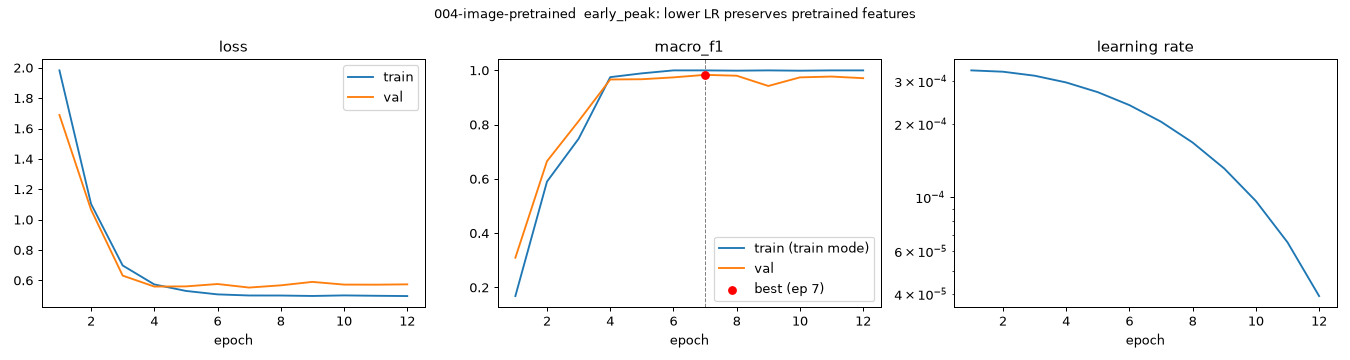 004-image-pretrained  early_peak: lower LR preserves pretrained features
loss
train
val
2.0
1.8
1.6
1.4
1.2
1.0
0.8
0.6
2 4 6 8 10 12
epoch
macro_f1
1.0
0.8
0.6
0.4
0.2
train (train mode)
val
best (ep 7)
2 4 6 8 10 12
epoch
learning rate
3 × 10⁻⁴
2 × 10⁻⁴
10⁻⁴
6 × 10⁻⁵
4 × 10⁻⁵
2 4 6 8 10 12
epoch